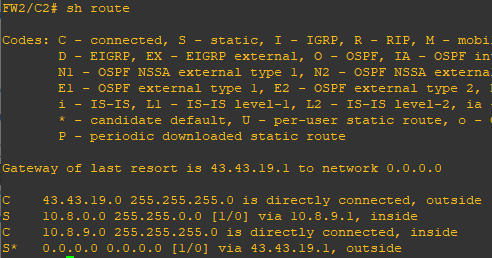 FW2/C2# sh route
Codes: C - connected, S - static, I - IGRP, R - RIP, M - mobi
D - EIGRP, EX - EIGRP external, O - OSPF, IA - OSPF in
N1 - OSPF NSSA external type 1, N2 - OSPF NSSA externa
E1 - OSPF external type 1, E2 - OSPF external type 2, E
i - IS-IS, L1 - IS-IS level-1, L2 - IS-IS level-2, ia -
* - candidate default, U - per-user static route, o - O
P - periodic downloaded static route
Gateway of last resort is 43.43.19.1 to network 0.0.0.0
C 43.43.19.0 255.255.255.0 is directly connected, outside
S 10.8.0.0 255.255.0.0 [1/0] via 10.8.9.1, inside
C 10.8.9.0 255.255.255.0 is directly connected, inside
S* 0.0.0.0 0.0.0.0 [1/0] via 43.43.19.1, outside